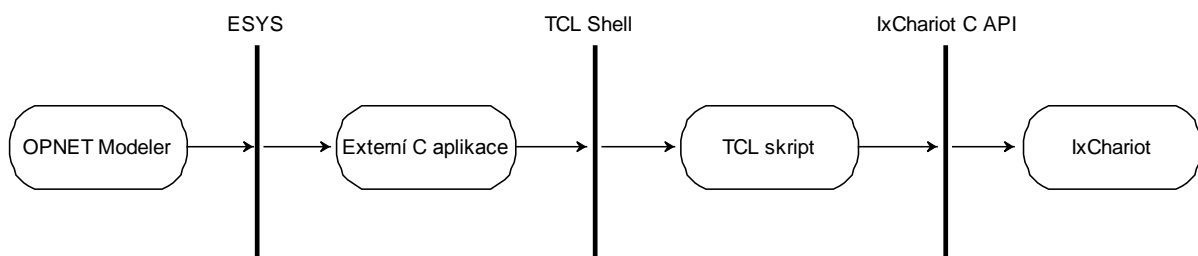 ESYS
TCL Shell
IxChariot C API
OPNET Modeler
Externí C aplikace
TCL skript
IxChariot